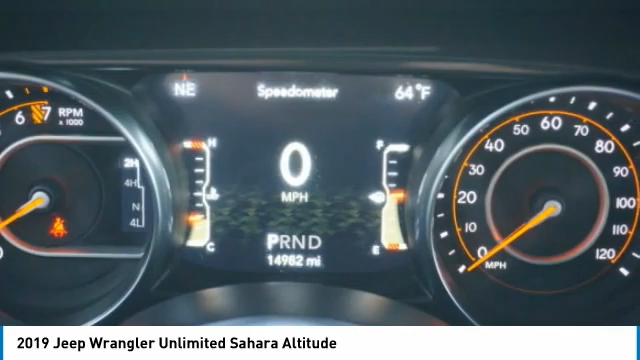 NE Speedometer 64°F
6 7 RPM
x 1000
2H
4H
N
4L
H
C
0
MPH
F
E
PRND
14982 mi
0 10 20 30 40 50 60 70 80 90 100 110 120
MPH
2019 Jeep Wrangler Unlimited Sahara Altitude